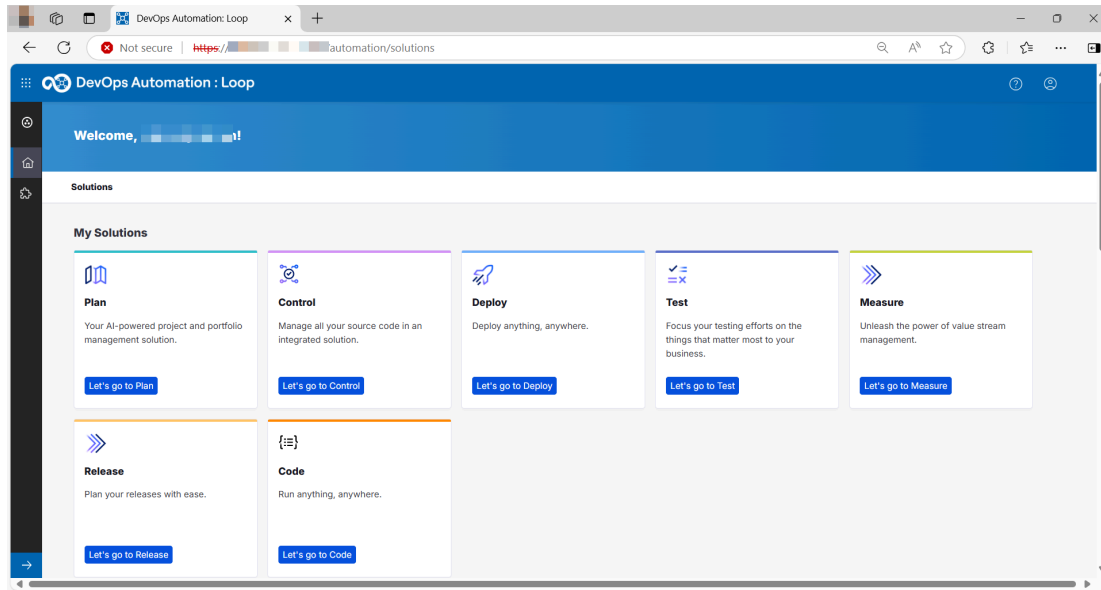 DevOps Automation: Loop
Not secure https:/ automation/solutions
DevOps Automation : Loop
Welcome, !
Solutions
My Solutions
Plan
Your AI-powered project and portfolio
management solution.
Let's go to Plan
Control
Manage all your source code in an
integrated solution.
Let's go to Control
Deploy
Deploy anything, anywhere.
Let's go to Deploy
Test
Focus your testing efforts on the
things that matter most to your
business.
Let's go to Test
Measure
Unleash the power of value stream
management.
Let's go to Measure
Release
Plan your releases with ease.
Let's go to Release
Code
Run anything, anywhere.
Let's go to Code